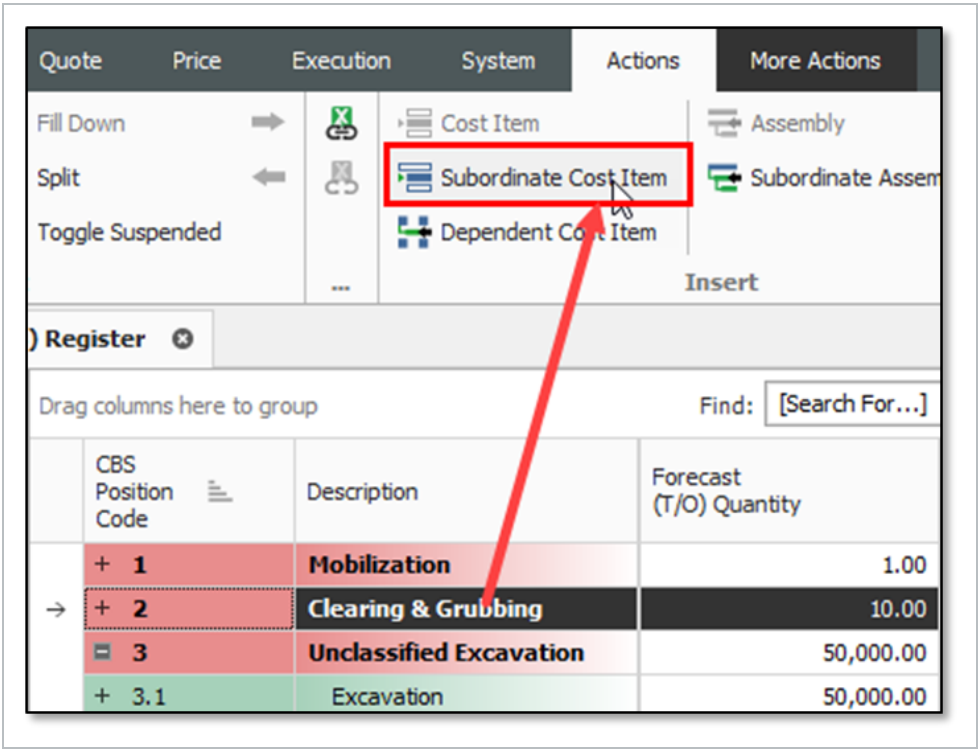 Quote Price Execution System Actions More Actions
Fill Down Cost Item Assembly
Split Subordinate Cost Item Subordinate Assem
Toggle Suspended Dependent Cost Item
... Insert
) Register
Drag columns here to group Find: [Search For...]
CBS
Position
Code
Description
Forecast
(T/O) Quantity
+ 1 Mobilization 1.00
+ 2 Clearing & Grubbing 10.00
3 Unclassified Excavation 50,000.00
+ 3.1 Excavation 50,000.00